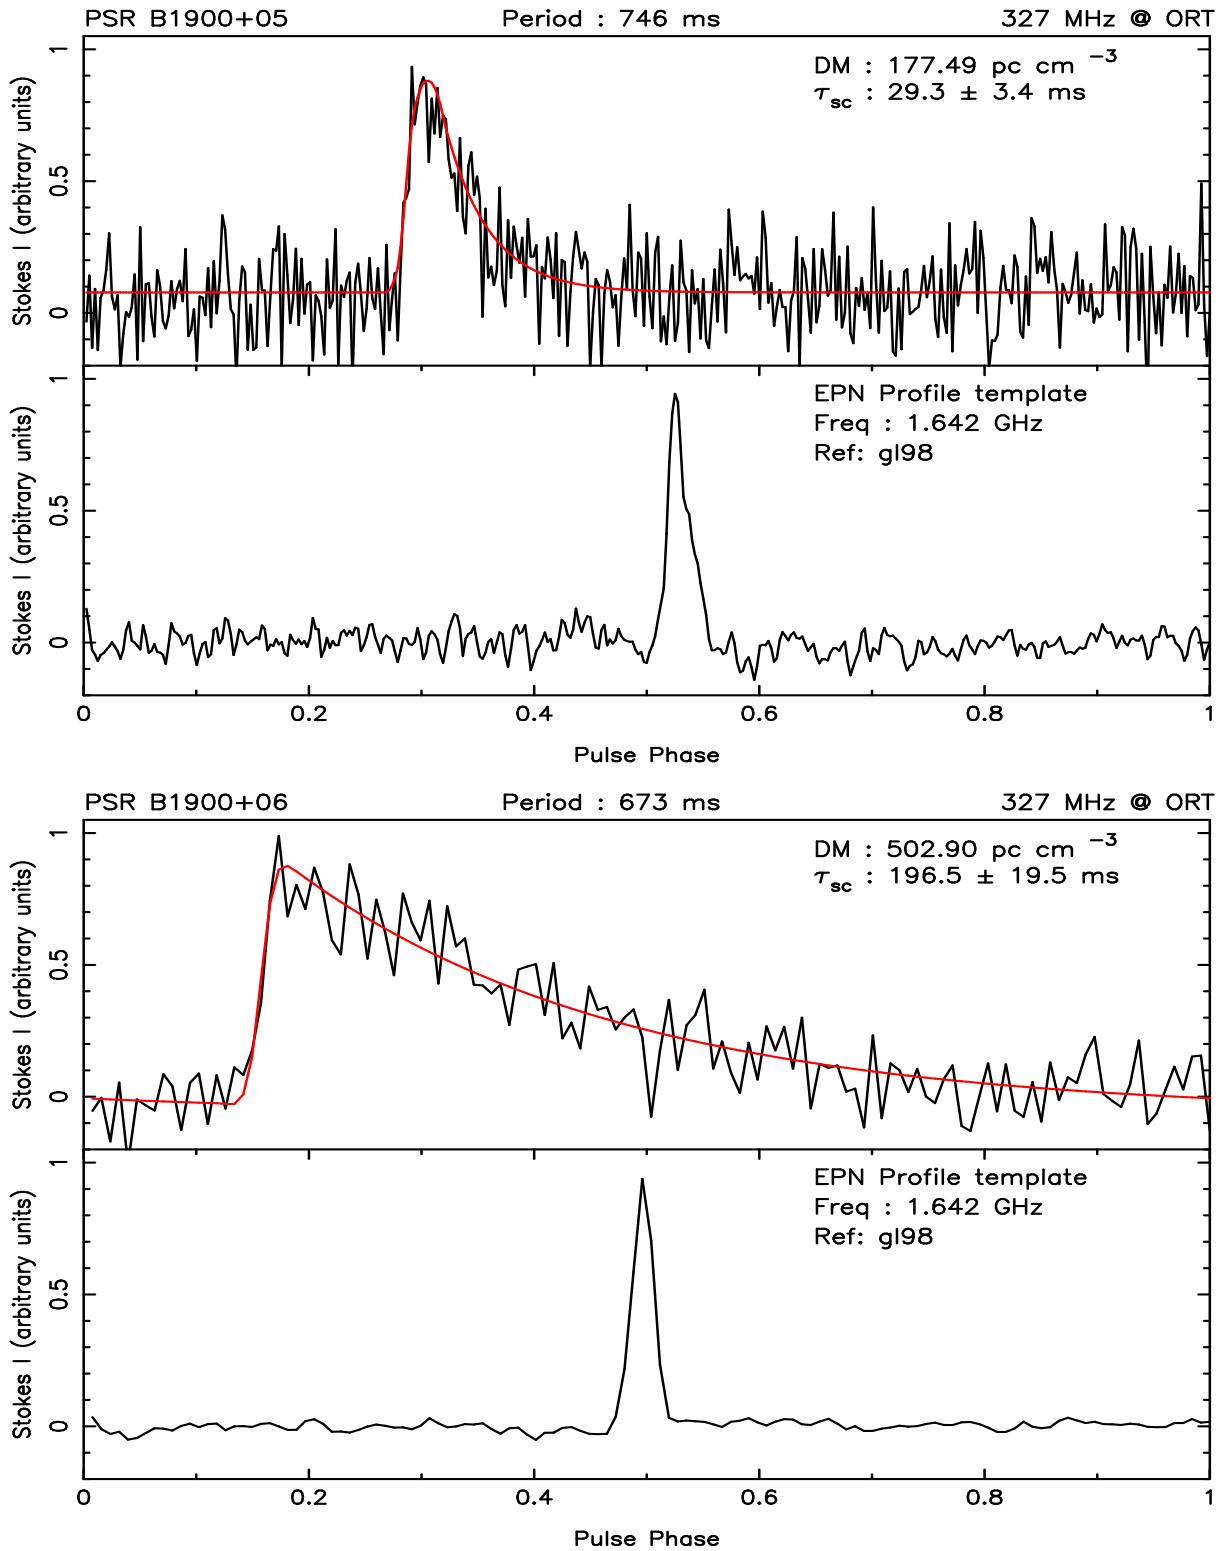 PSR B1900+05 Period : 746 ms 327 MHz @ ORT
DM : 177.49 pc cm −3
τsc : 29.3 ± 3.4 ms
Stokes I (arbitrary units)
0 0.5 1
EPN Profile template
Freq : 1.642 GHz
Ref: gl98
Stokes I (arbitrary units)
0 0.5 1
0 0.2 0.4 0.6 0.8 1
Pulse Phase
PSR B1900+06 Period : 673 ms 327 MHz @ ORT
DM : 502.90 pc cm −3
τsc : 196.5 ± 19.5 ms
Stokes I (arbitrary units)
0 0.5 1
EPN Profile template
Freq : 1.642 GHz
Ref: gl98
Stokes I (arbitrary units)
0 0.5 1
0 0.2 0.4 0.6 0.8 1
Pulse Phase